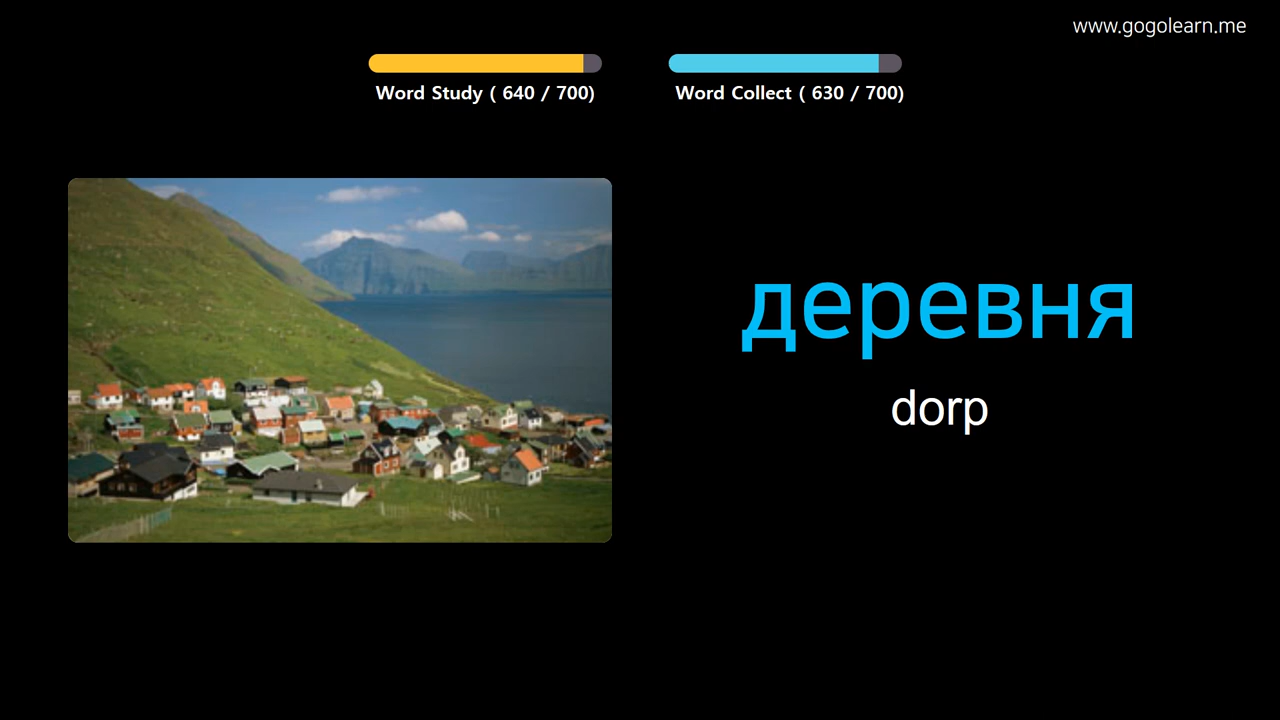 www.gogolearn.me
Word Study ( 640 / 700)
Word Collect ( 630 / 700)
деревня
dorp